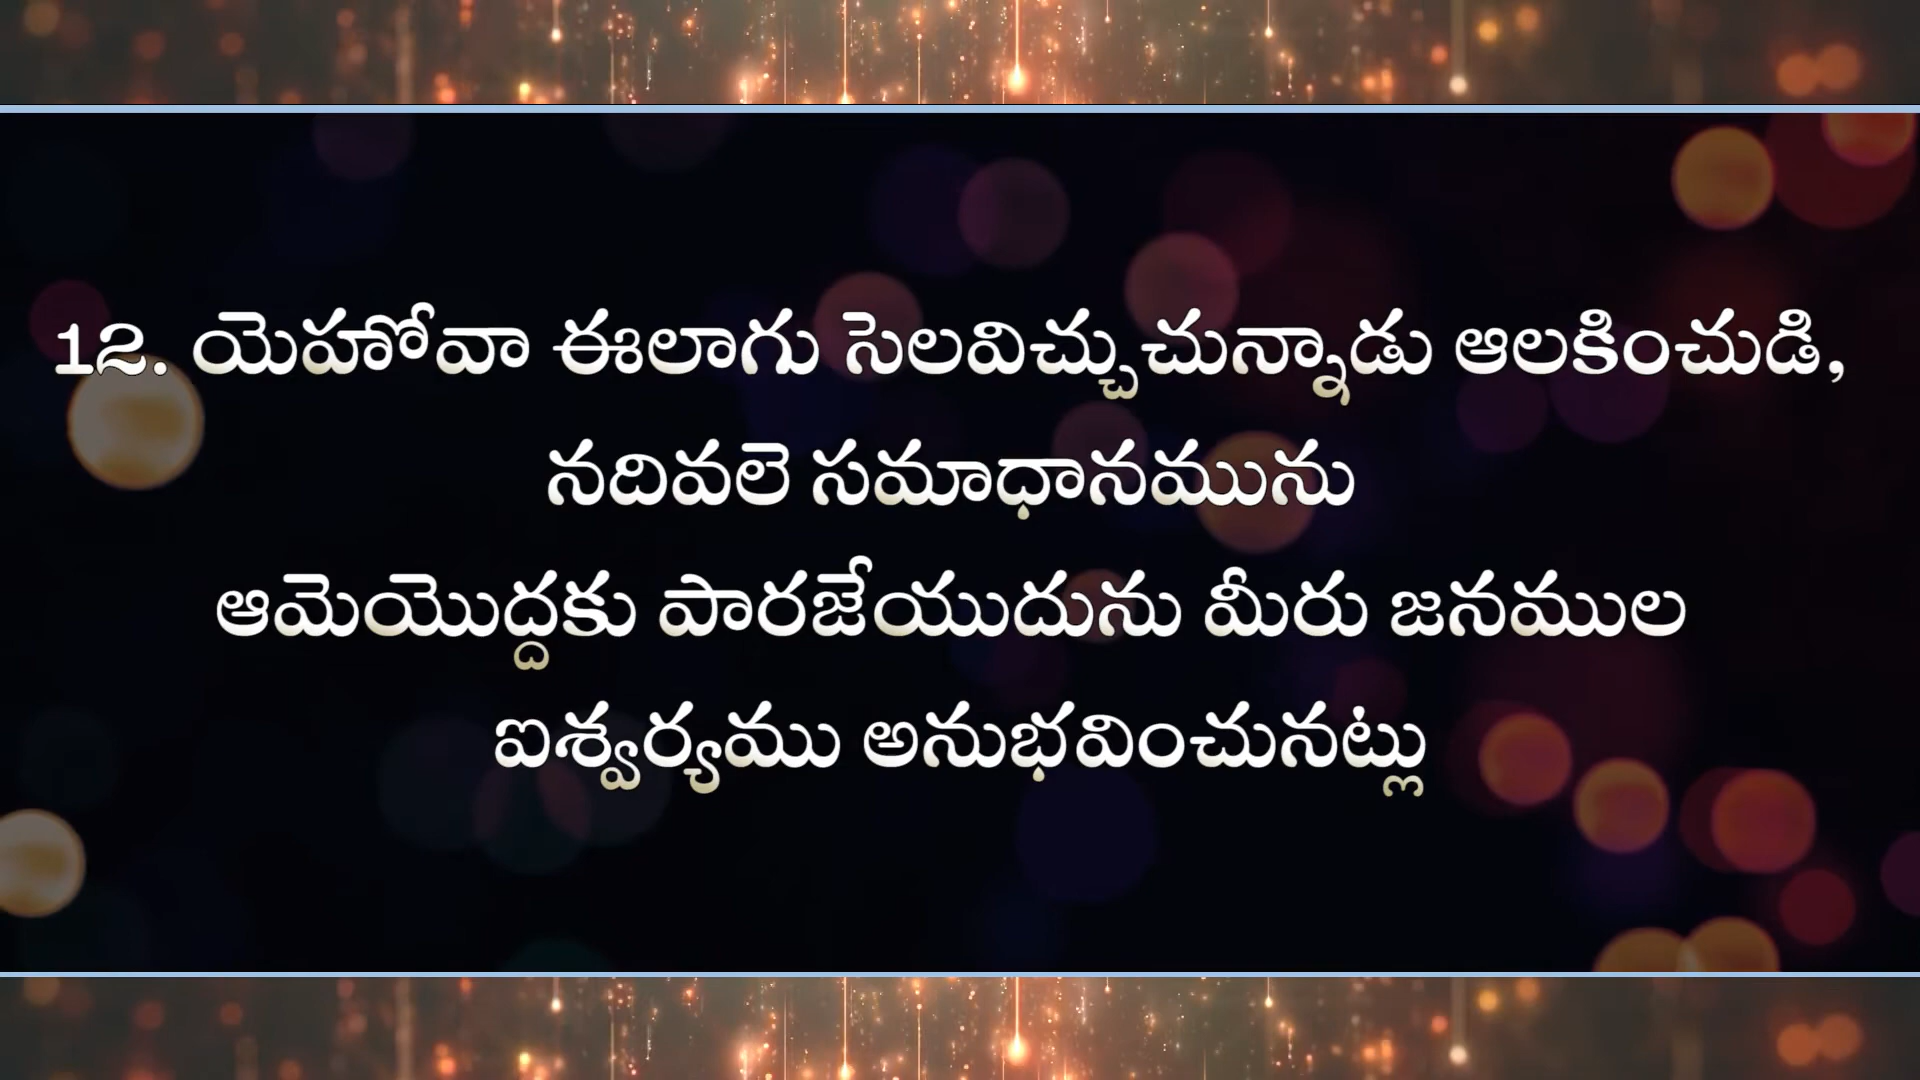 12. యెహోవా ఈలాగు సెలవిచ్చుచున్నాడు ఆలకించుడి,
నదివలె సమాధానమును
ఆమెయొద్దకు పారజేయుదును మీరు జనముల
ఐశ్వర్యము అనుభవించునట్లు